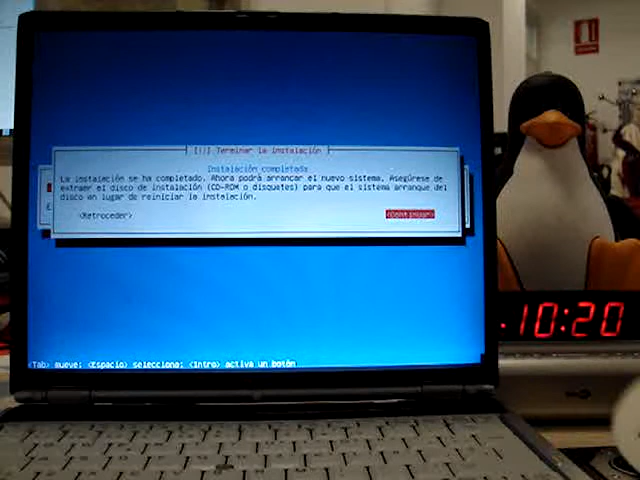 [!!] Terminar la instalación
Instalación completada
La instalación se ha completado. Ahora podrá arrancar el nuevo sistema. Asegúrese de
extraer el disco de instalación (CD-ROM o disquetes) para que el sistema arranque del
disco en lugar de reiniciar la instalación.
<Retroceder> <Continuar>
<Tab> mueve; <Espacio> selecciona; <Intro> activa un botón
10:20